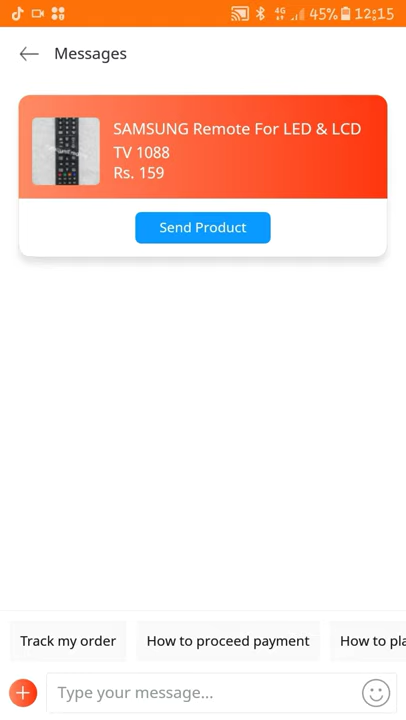 4G
45%
12:15
Messages
SAMSUNG Remote For LED & LCD
TV 1088
Rs. 159
Send Product
Track my order
How to proceed payment
How to pla
Type your message...